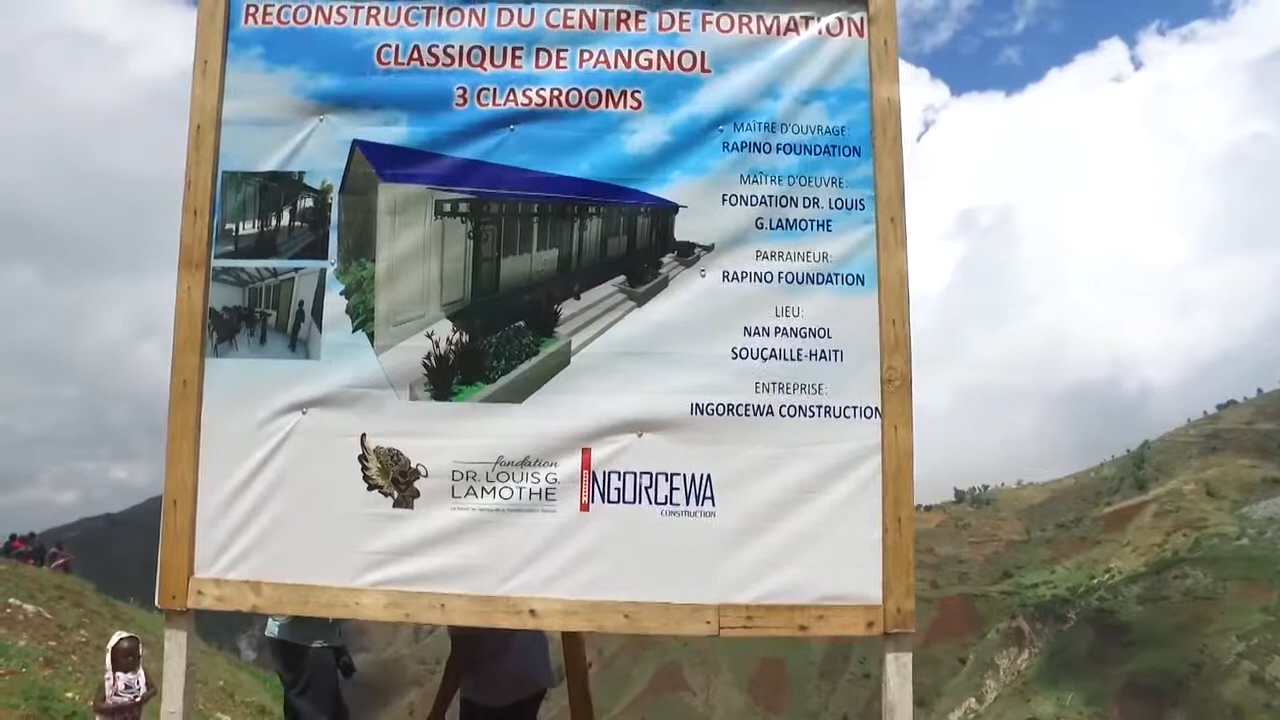 RECONSTRUCTION DU CENTRE DE FORMATION
CLASSIQUE DE PANGNOL
3 CLASSROOMS
MAÎTRE D'OUVRAGE:
RAPINO FOUNDATION
MAÎTRE D'OEUVRE:
FONDATION DR. LOUIS
G.LAMOTHE
PARRAINEUR:
RAPINO FOUNDATION
LIEU:
NAN PANGNOL
SOUÇAILLE-HAITI
ENTREPRISE:
INGORCEWA CONSTRUCTION
fondation
DR. LOUIS G.
LAMOTHE
INGORCEWA
CONSTRUCTION